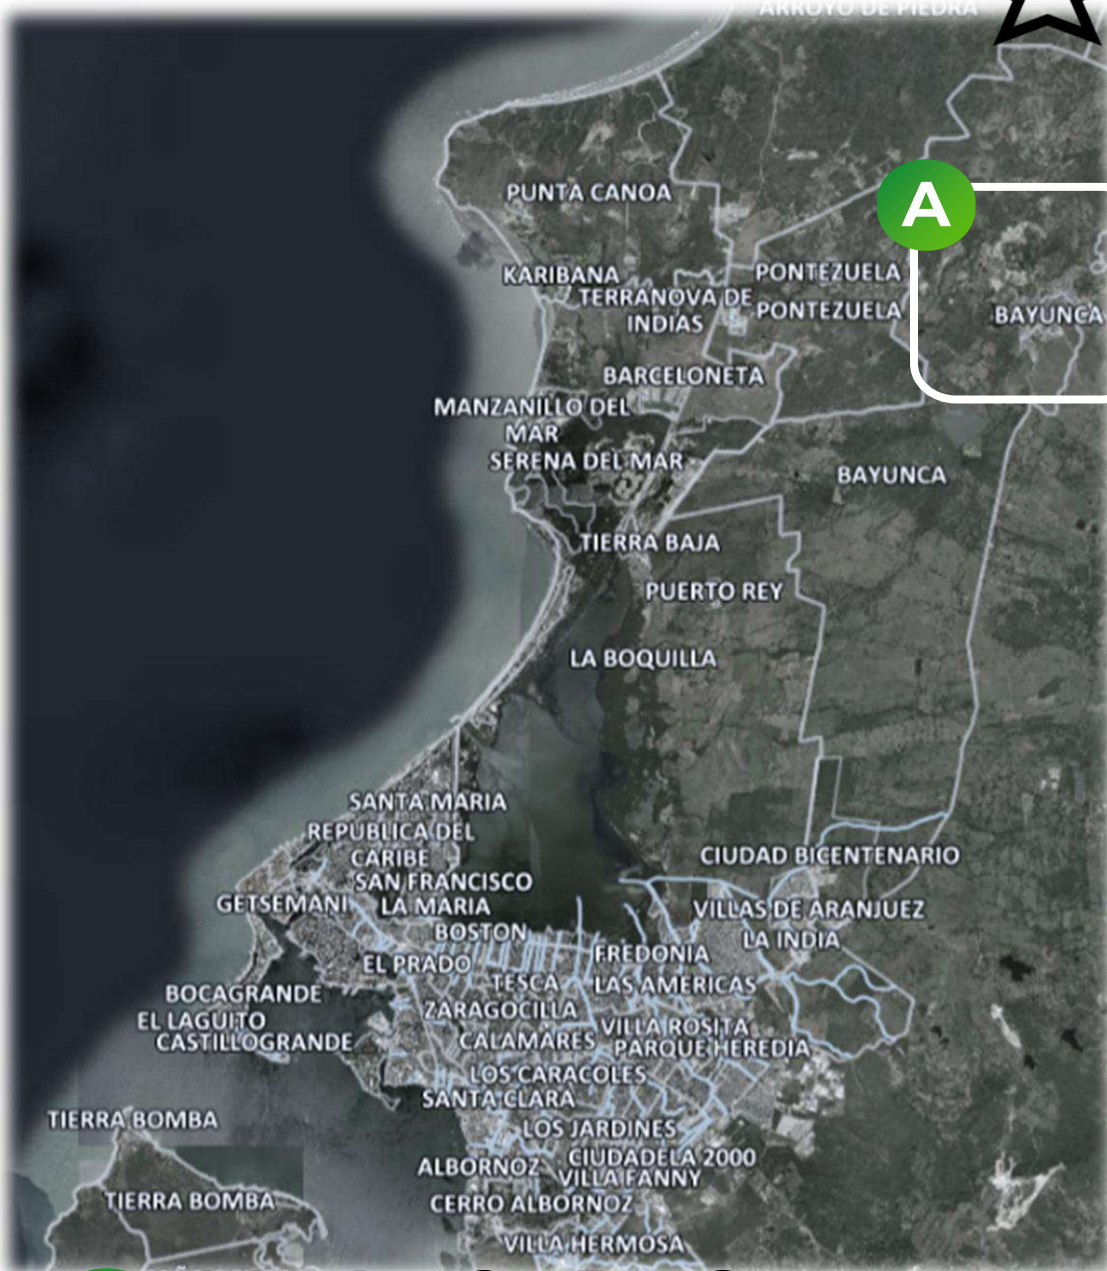 ARROYO DE PIEDRA
PUNTA CANOA
A
KARIBANA
PONTEZUELA
TERRANOVA DE
INDIAS
PONTEZUELA
BAYUNCA
BARCELONETA
MANZANILLO DEL
MAR
SERENA DEL MAR
BAYUNCA
TIERRA BAJA
PUERTO REY
LA BOQUILLA
SANTA MARIA
REPUBLICA DEL
CARIBE
CIUDAD BICENTENARIO
SAN FRANCISCO
GETSEMANI
LA MARIA
VILLAS DE ARANJUEZ
BOSTON
LA INDIA
FREDONIA
EL PRADO
TESCA
LAS AMERICAS
BOCAGRANDE
ZARAGOCILLA
EL LAGUITO
VILLA ROSITA
CASTILLOGRANDE
CALAMARES
PARQUE HEREDIA
LOS CARACOLES
SANTA CLARA
TIERRA BOMBA
LOS JARDINES
CIUDADELA 2000
ALBORNOZ
VILLA FANNY
TIERRA BOMBA
CERRO ALBORNOZ
VILLA HERMOSA